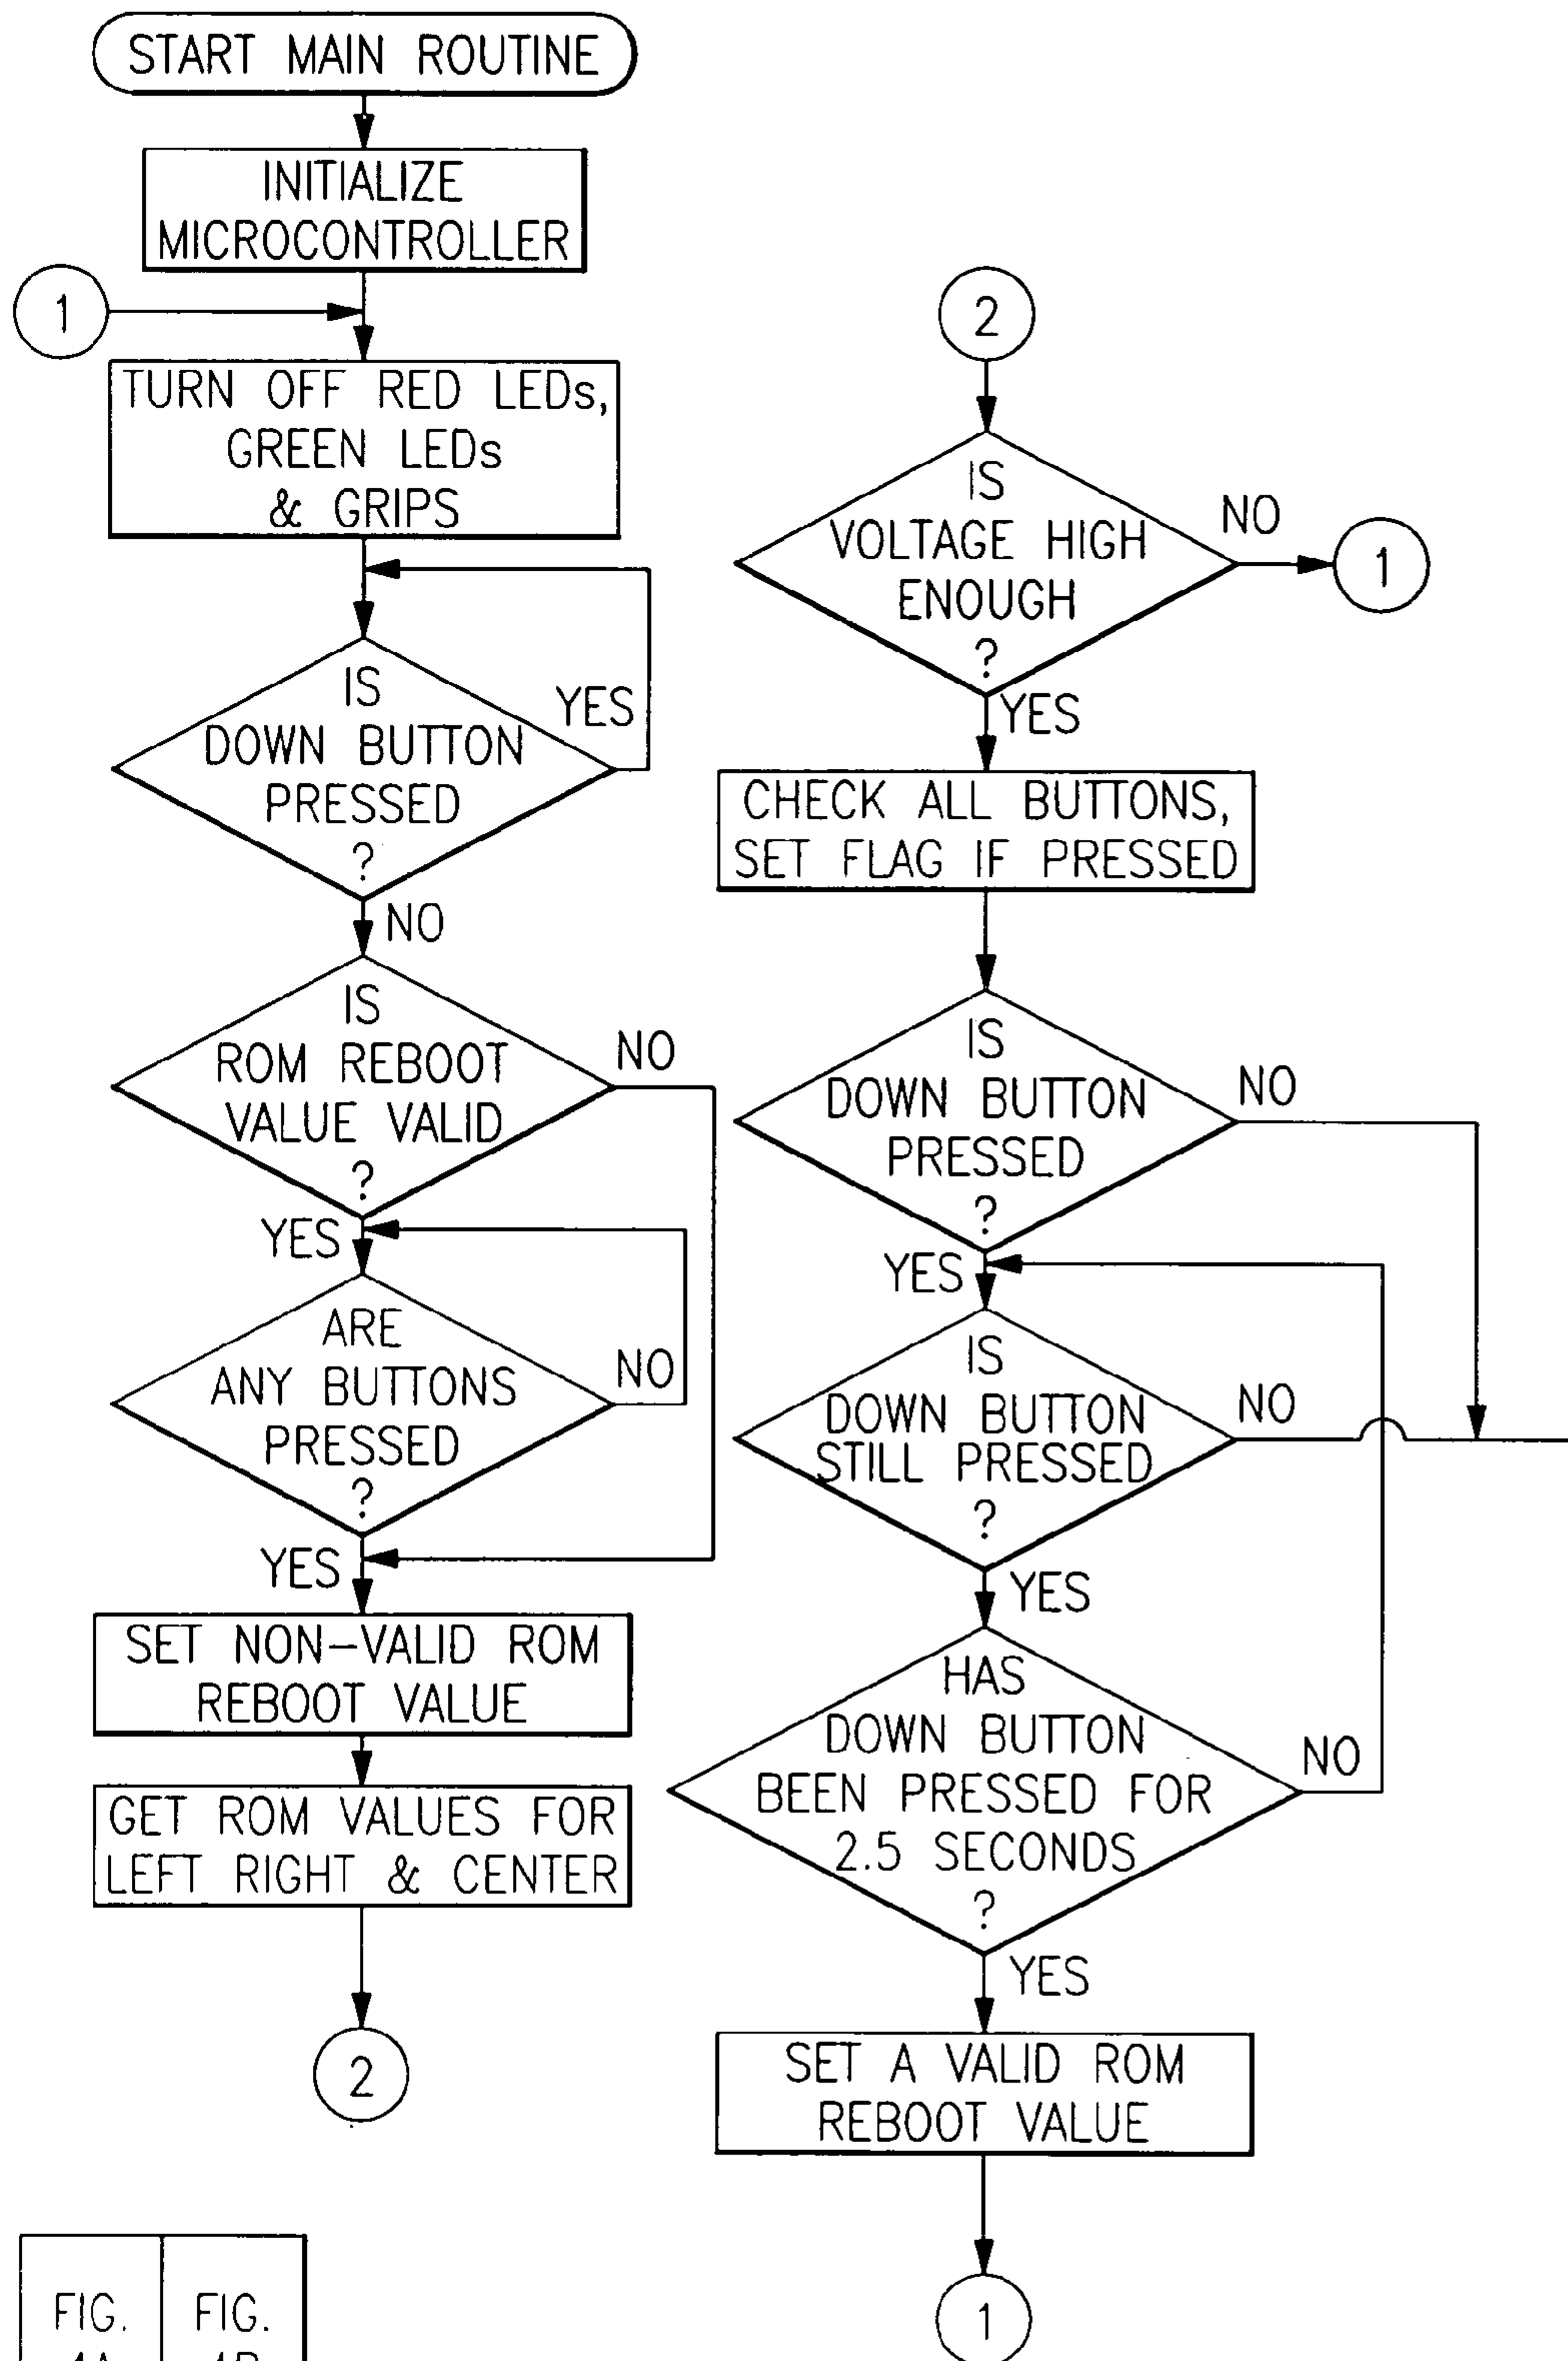 START MAIN ROUTINE
INITIALIZE
MICROCONTROLLER
1
TURN OFF RED LEDs,
GREEN LEDs
& GRIPS
IS
DOWN BUTTON
PRESSED
?
YES
NO
IS
ROM REBOOT
VALUE VALID
?
NO
YES
ARE
ANY BUTTONS
PRESSED
?
NO
YES
SET NON-VALID ROM
REBOOT VALUE
GET ROM VALUES FOR
LEFT RIGHT & CENTER
2
2
IS
VOLTAGE HIGH
ENOUGH
?
NO
1
YES
CHECK ALL BUTTONS,
SET FLAG IF PRESSED
IS
DOWN BUTTON
PRESSED
?
NO
YES
IS
DOWN BUTTON
STILL PRESSED
?
NO
YES
HAS
DOWN BUTTON
BEEN PRESSED FOR
2.5 SECONDS
?
NO
YES
SET A VALID ROM
REBOOT VALUE
1
FIG.
FIG.